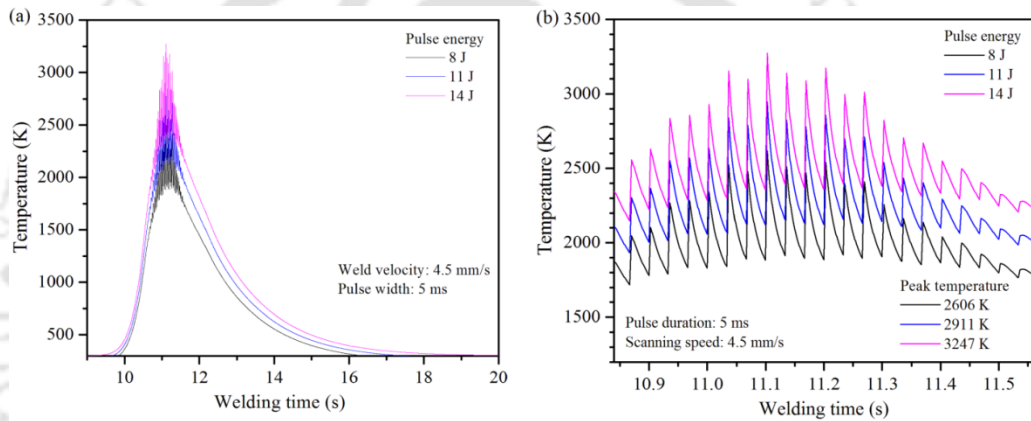 (a)
3500
3000
2500
2000
1500
1000
500
Temperature (K)
Pulse energy
8 J
11 J
14 J
Weld velocity: 4.5 mm/s
Pulse width: 5 ms
10
12
14
16
18
20
Welding time (s)
(b)
3500
3000
2500
2000
1500
Temperature (K)
Pulse energy
8 J
11 J
14 J
Peak temperature
2606 K
2911 K
3247 K
Pulse duration: 5 ms
Scanning speed: 4.5 mm/s
10.9
11.0
11.1
11.2
11.3
11.4
11.5
Welding time (s)